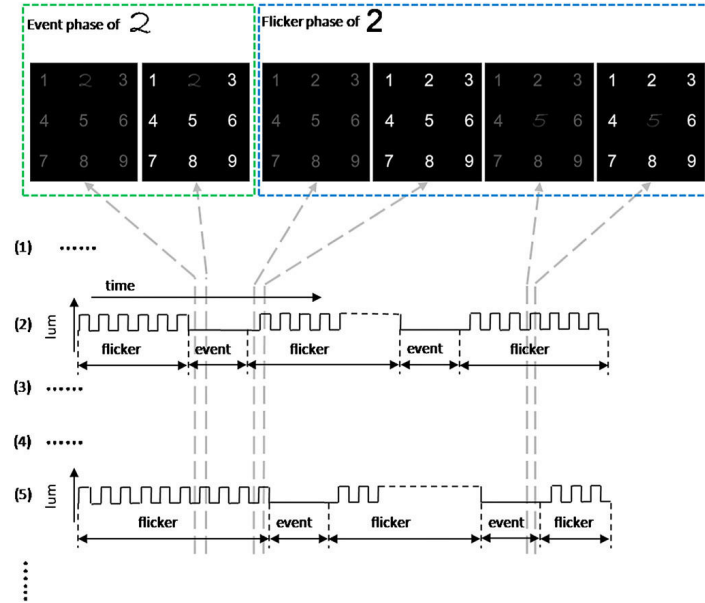 Event phase of 2
Flicker phase of 2
1 2 3 1 2 3 1 2 3 1 2 3 1 2 3 1 2 3
4 5 6 4 5 6 4 5 6 4 5 6 4 5 6 4 5 6
7 8 9 7 8 9 7 8 9 7 8 9 7 8 9 7 8 9
(1) ......
time
(2) lum
flicker event flicker event flicker
(3) ......
(4) ......
(5) lum
flicker event flicker event flicker